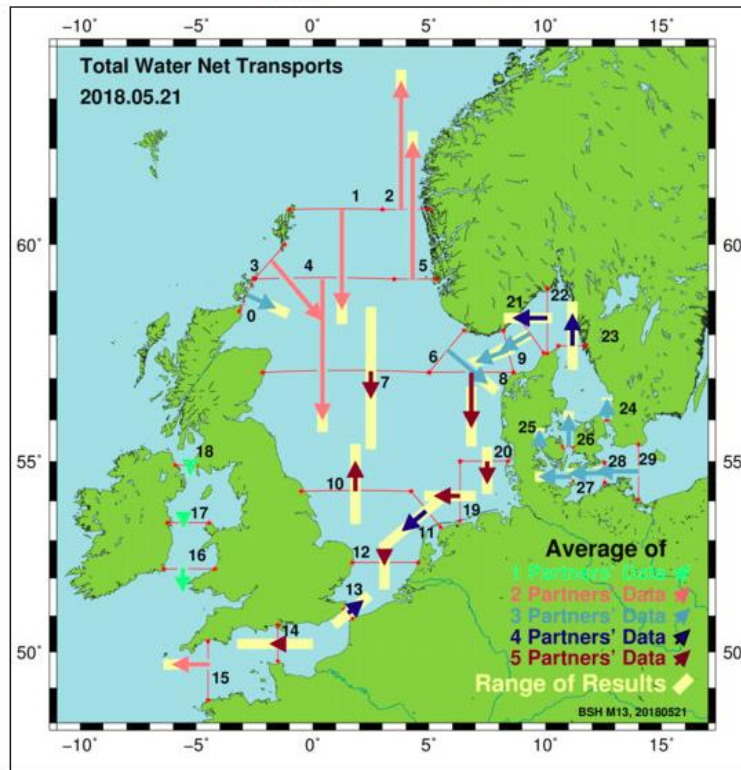 −10° −5° 0° 5° 10° 15°
Total Water Net Transports
2018.05.21
1 2
60° 60°
3 4 5
0
21 22
23
6 9
7 8
24
25 26
18
20 28 29
55° 55°
10 27
17 19
11
16 12
Average of
1 Partners' Data
13 2 Partners' Data
3 Partners' Data
14 4 Partners' Data
50° 5 Partners' Data 50°
15 Range of Results
BSH M13, 20180521
−10° −5° 0° 5° 10° 15°